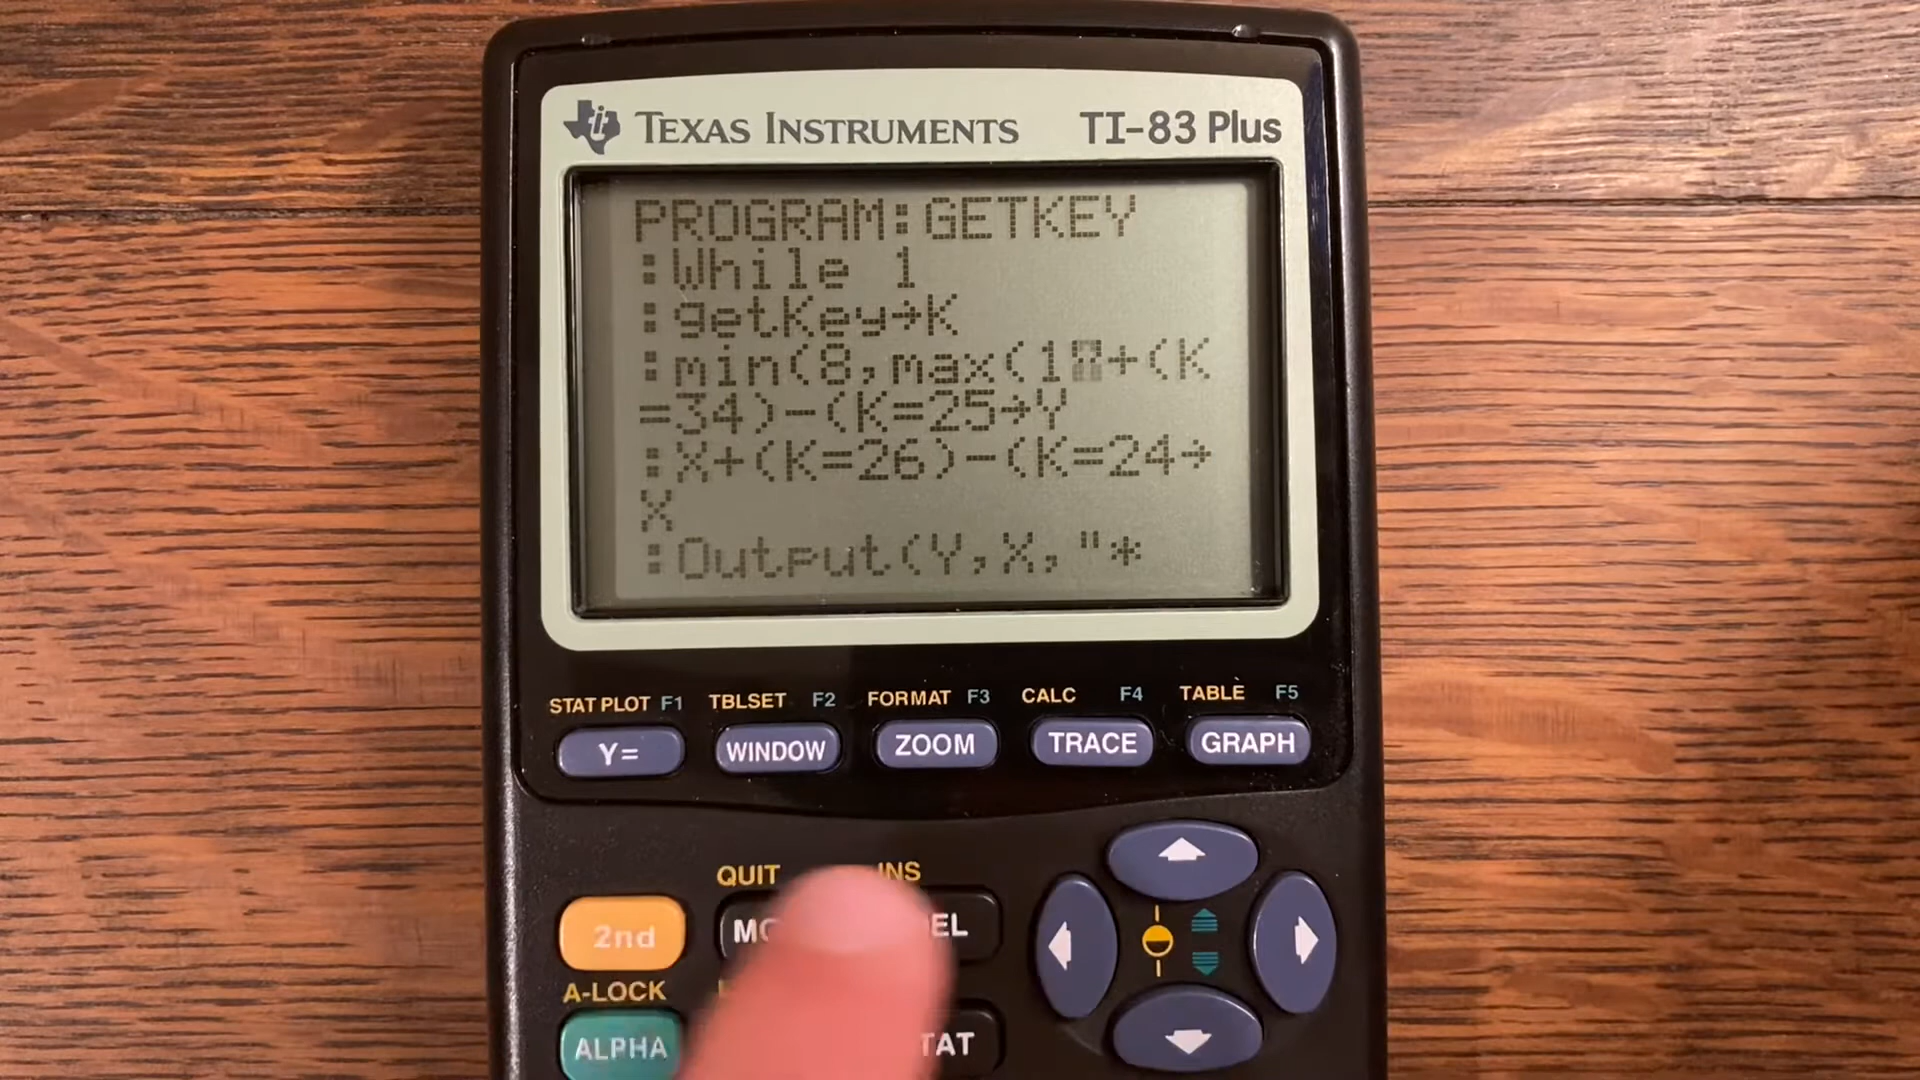 TEXAS INSTRUMENTS TI-83 Plus
PROGRAM:GETKEY
:While 1
:getKey→K
:min(8,max(1 +(K
=34)-(K=25→Y
:X+(K=26)-(K=24→
X
:Output(Y,X,"*
STAT PLOT F1 TBLSET F2 FORMAT F3 CALC F4 TABLE F5
Y= WINDOW ZOOM TRACE GRAPH
QUIT INS
2nd
A-LOCK
ALPHA